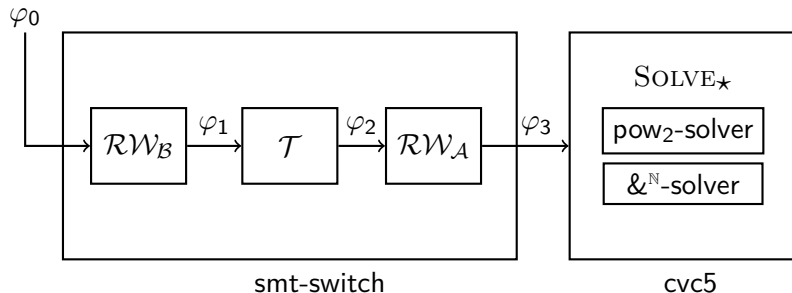 φ₀
SOLVE⋆
φ₁ φ₂ φ₃
RW_B T RW_A pow₂-solver
&ᴺ-solver
smt-switch cvc5